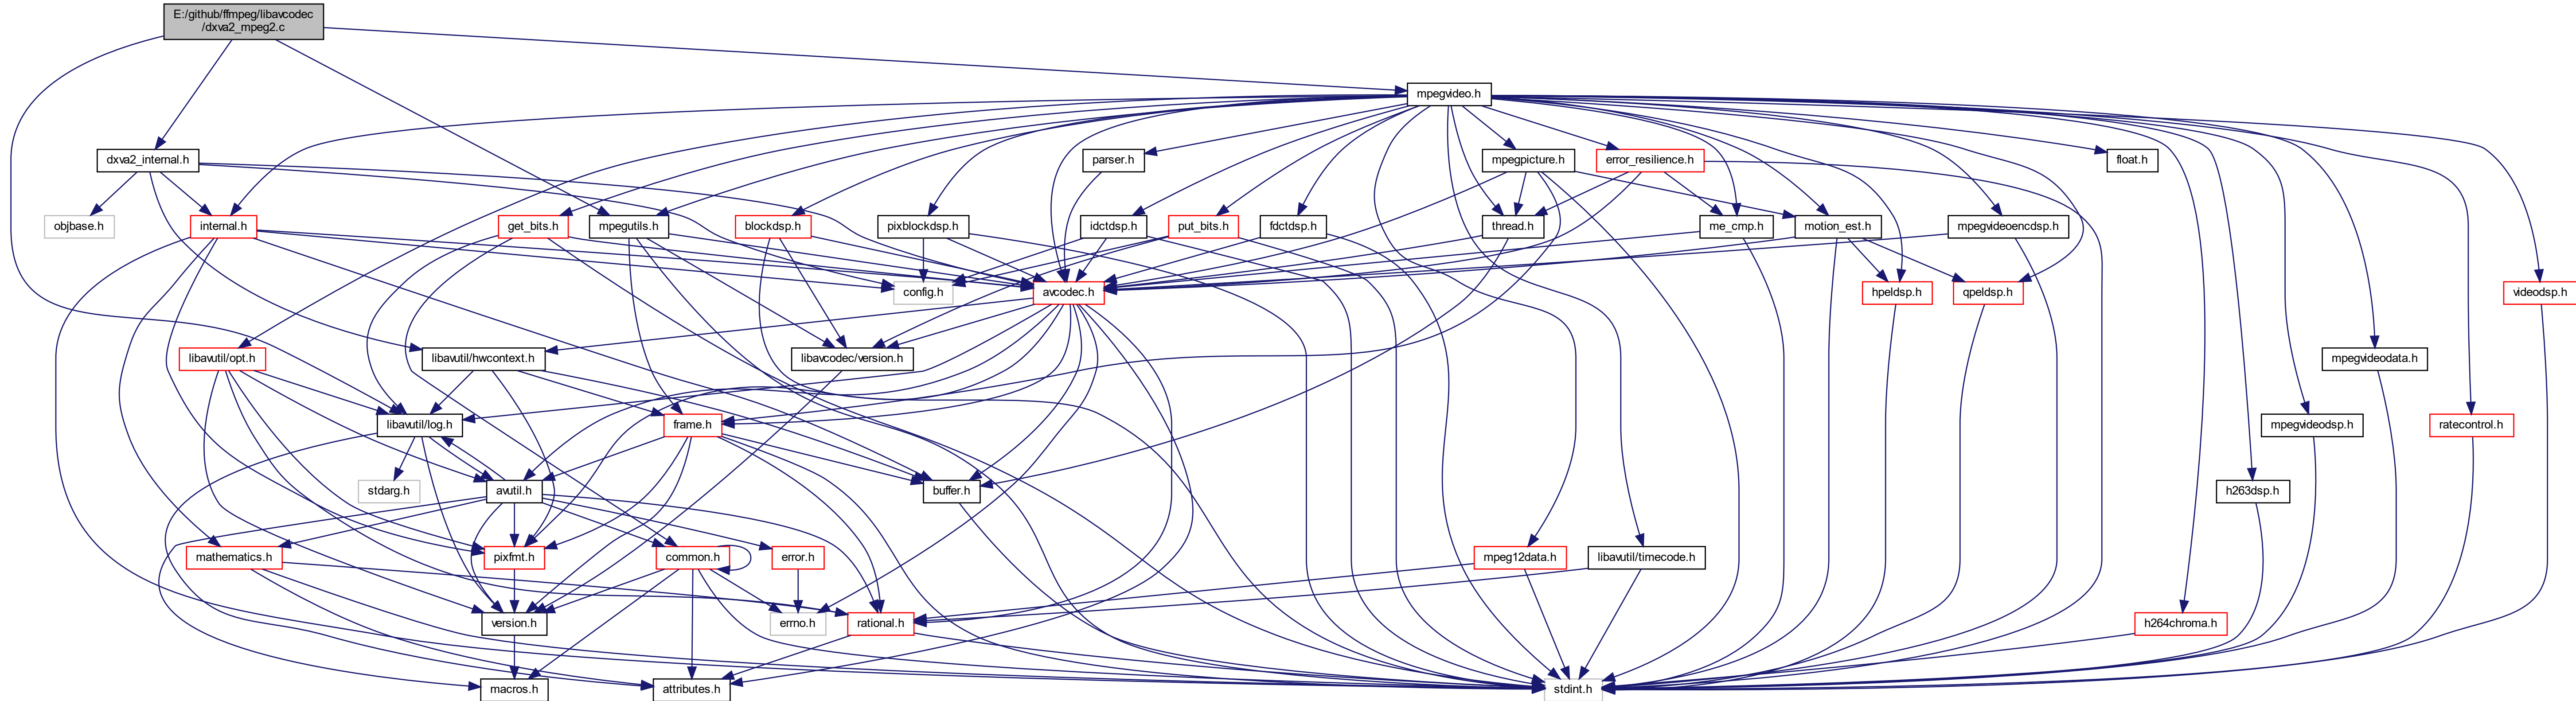 E:/github/ffmpeg/libavcodec
/dxva2_mpeg2.c
mpegvideo.h
dxva2_internal.h
parser.h
mpegpicture.h
error_resilience.h
float.h
objbase.h
internal.h
get_bits.h
mpegutils.h
blockdsp.h
pixblockdsp.h
idctdsp.h
put_bits.h
fdctdsp.h
thread.h
me_cmp.h
motion_est.h
mpegvideoencdsp.h
config.h
avcodec.h
hpeldsp.h
qpeldsp.h
videodsp.h
libavutil/opt.h
libavutil/hwcontext.h
libavcodec/version.h
mpegvideodata.h
libavutil/log.h
frame.h
mpegvideodsp.h
ratecontrol.h
stdarg.h
avutil.h
buffer.h
h263dsp.h
mathematics.h
pixfmt.h
common.h
error.h
mpeg12data.h
libavutil/timecode.h
version.h
errno.h
rational.h
h264chroma.h
macros.h
attributes.h
stdint.h